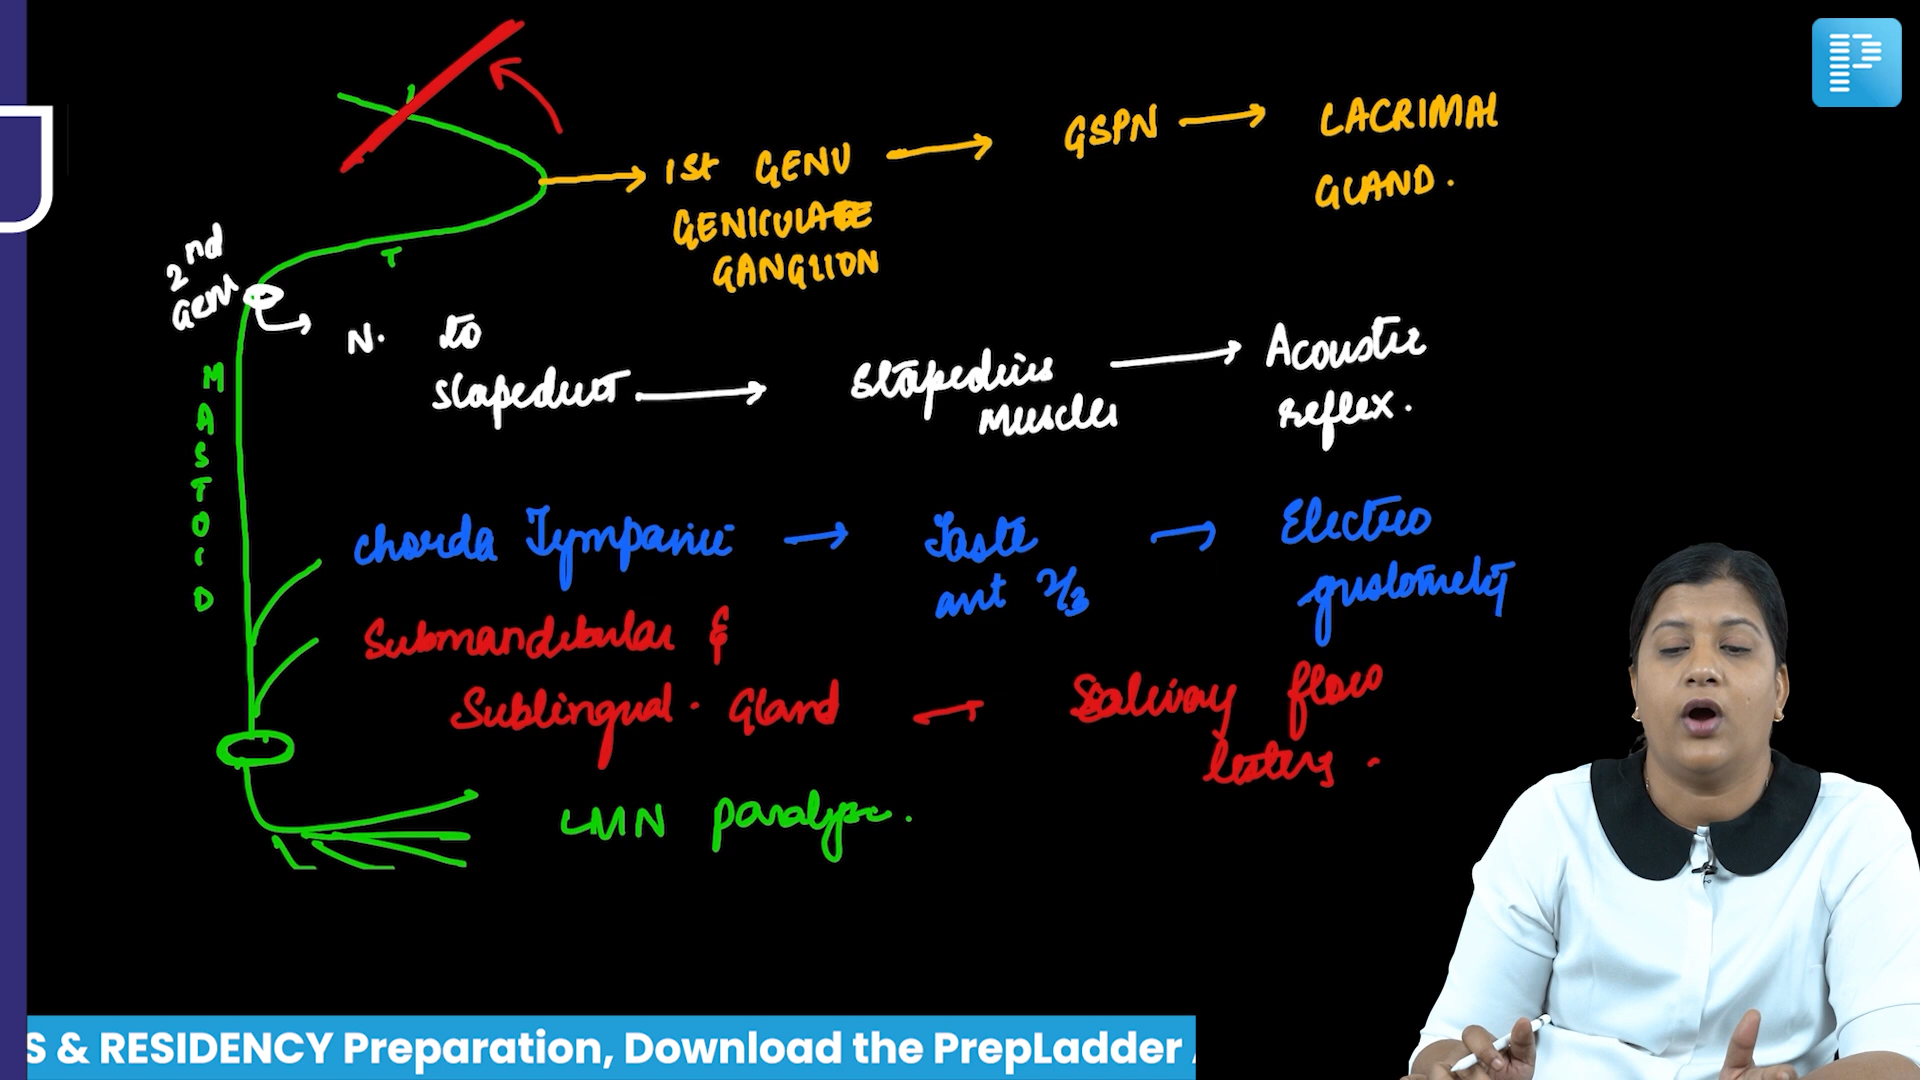 1st GENU
GENICULATE
GANGLION
GSPN
LACRIMAL
GLAND.
T
2nd
Genu
N. to
stapedius
Stapedius
Muscles
Acoustic
reflex.
MASTOID
Chorda Tympani
Taste
ant 2/3
Electro
gustometry
Submandibular &
Sublingual. Gland
Salivary flow
testing.
LMN paralysis.
S & RESIDENCY Preparation, Download the PrepLadder